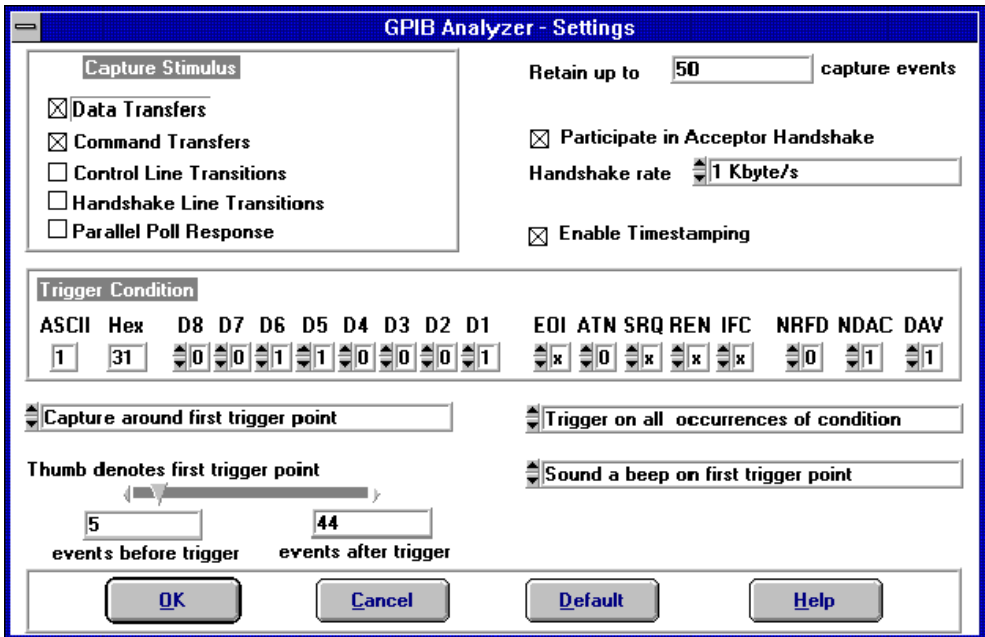 GPIB Analyzer - Settings
Capture Stimulus
Data Transfers
Command Transfers
Control Line Transitions
Handshake Line Transitions
Parallel Poll Response
Retain up to 50 capture events
Participate in Acceptor Handshake
Handshake rate 1 Kbyte/s
Enable Timestamping
Trigger Condition
ASCII Hex D8 D7 D6 D5 D4 D3 D2 D1 EOI ATN SRQ REN IFC NRFD NDAC DAV
1 31 0 0 1 1 0 0 0 1 x 0 x x x 0 1 1
Capture around first trigger point
Trigger on all occurrences of condition
Thumb denotes first trigger point
Sound a beep on first trigger point
5 44
events before trigger events after trigger
OK Cancel Default Help